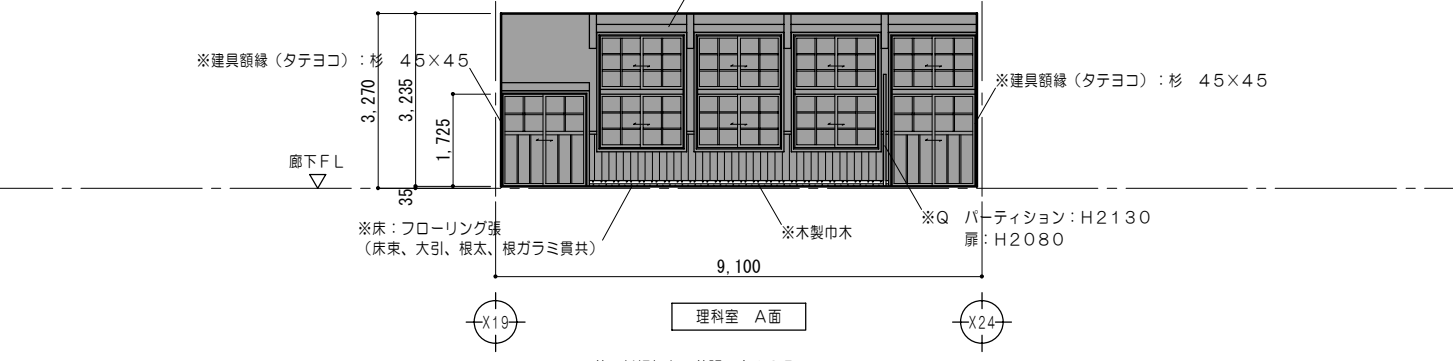 ※建具額縁（タテヨコ）：杉　４５×４５
※建具額縁（タテヨコ）：杉　４５×４５
3,270
3,235
1,725
35
廊下ＦＬ
※床：フローリング張
（床束、大引、根太、根ガラミ貫共）
※木製巾木
※Ｑ　パーティション：Ｈ２１３０
扉：Ｈ２０８０
9,100
X19
理科室　Ａ面
X24